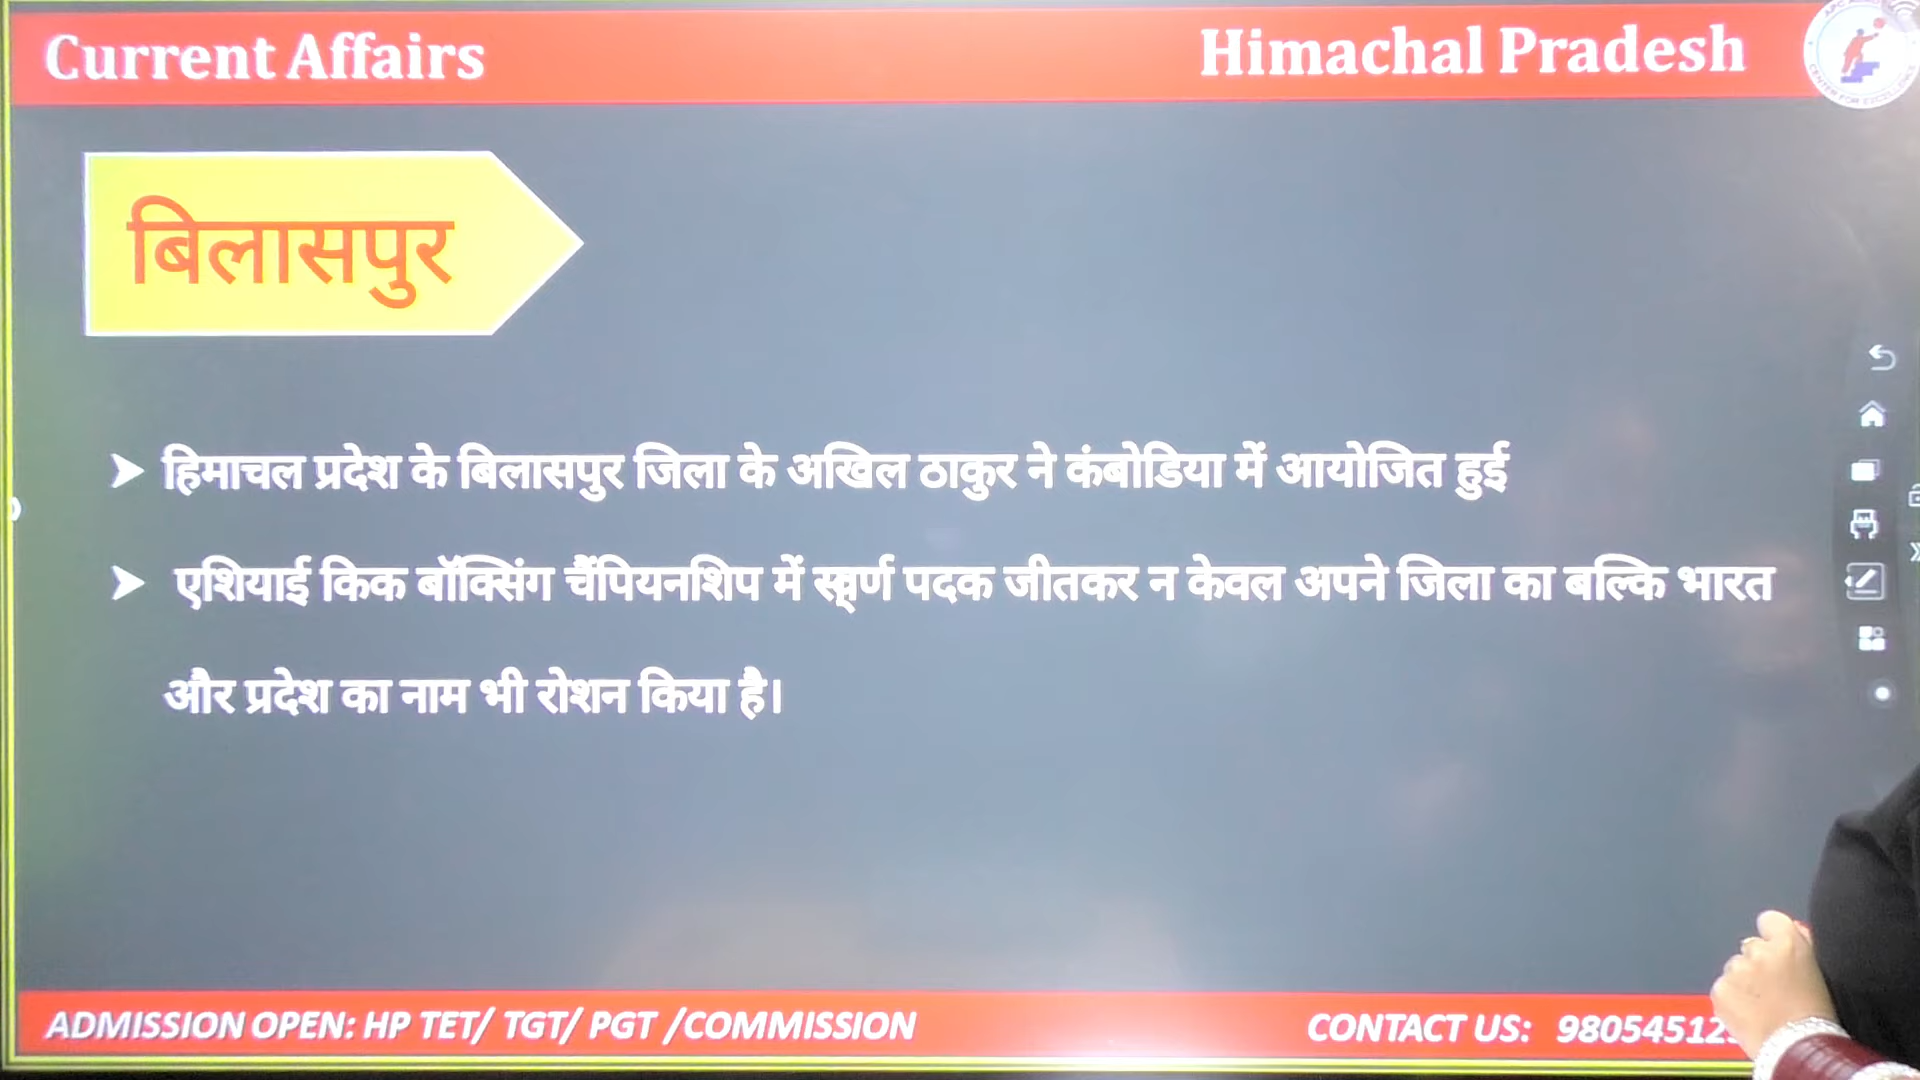 Current Affairs
Himachal Pradesh
बिलासपुर
हिमाचल प्रदेश के बिलासपुर जिला के अखिल ठाकुर ने कंबोडिया में आयोजित हुई
एशियाई किक बॉक्सिंग चैंपियनशिप में स्वर्ण पदक जीतकर न केवल अपने जिला का बल्कि भारत
और प्रदेश का नाम भी रोशन किया है।
ADMISSION OPEN: HP TET/ TGT/ PGT /COMMISSION
CONTACT US: 98054512